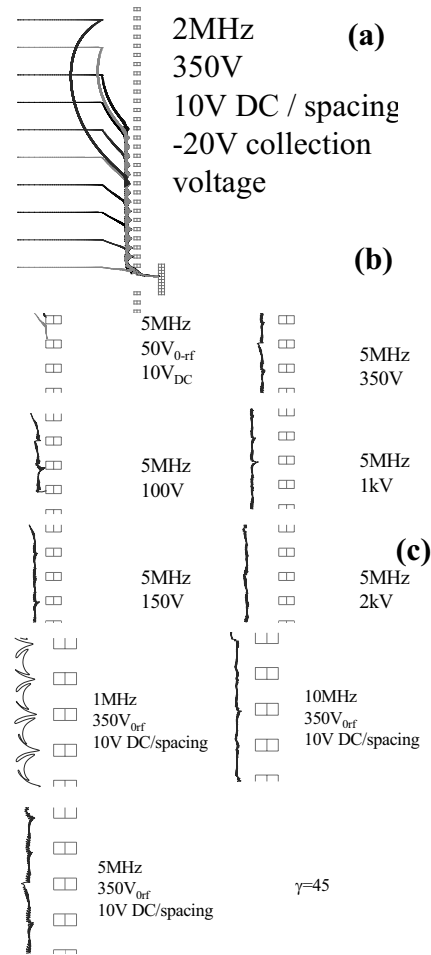 2MHz
(a)
350V
10V DC / spacing
-20V collection
voltage
(b)
5MHz
50V0-rf
10VDC
5MHz
350V
5MHz
100V
5MHz
1kV
(c)
5MHz
150V
5MHz
2kV
1MHz
350V0rf
10V DC/spacing
10MHz
350V0rf
10V DC/spacing
5MHz
350V0rf
10V DC/spacing
γ=45